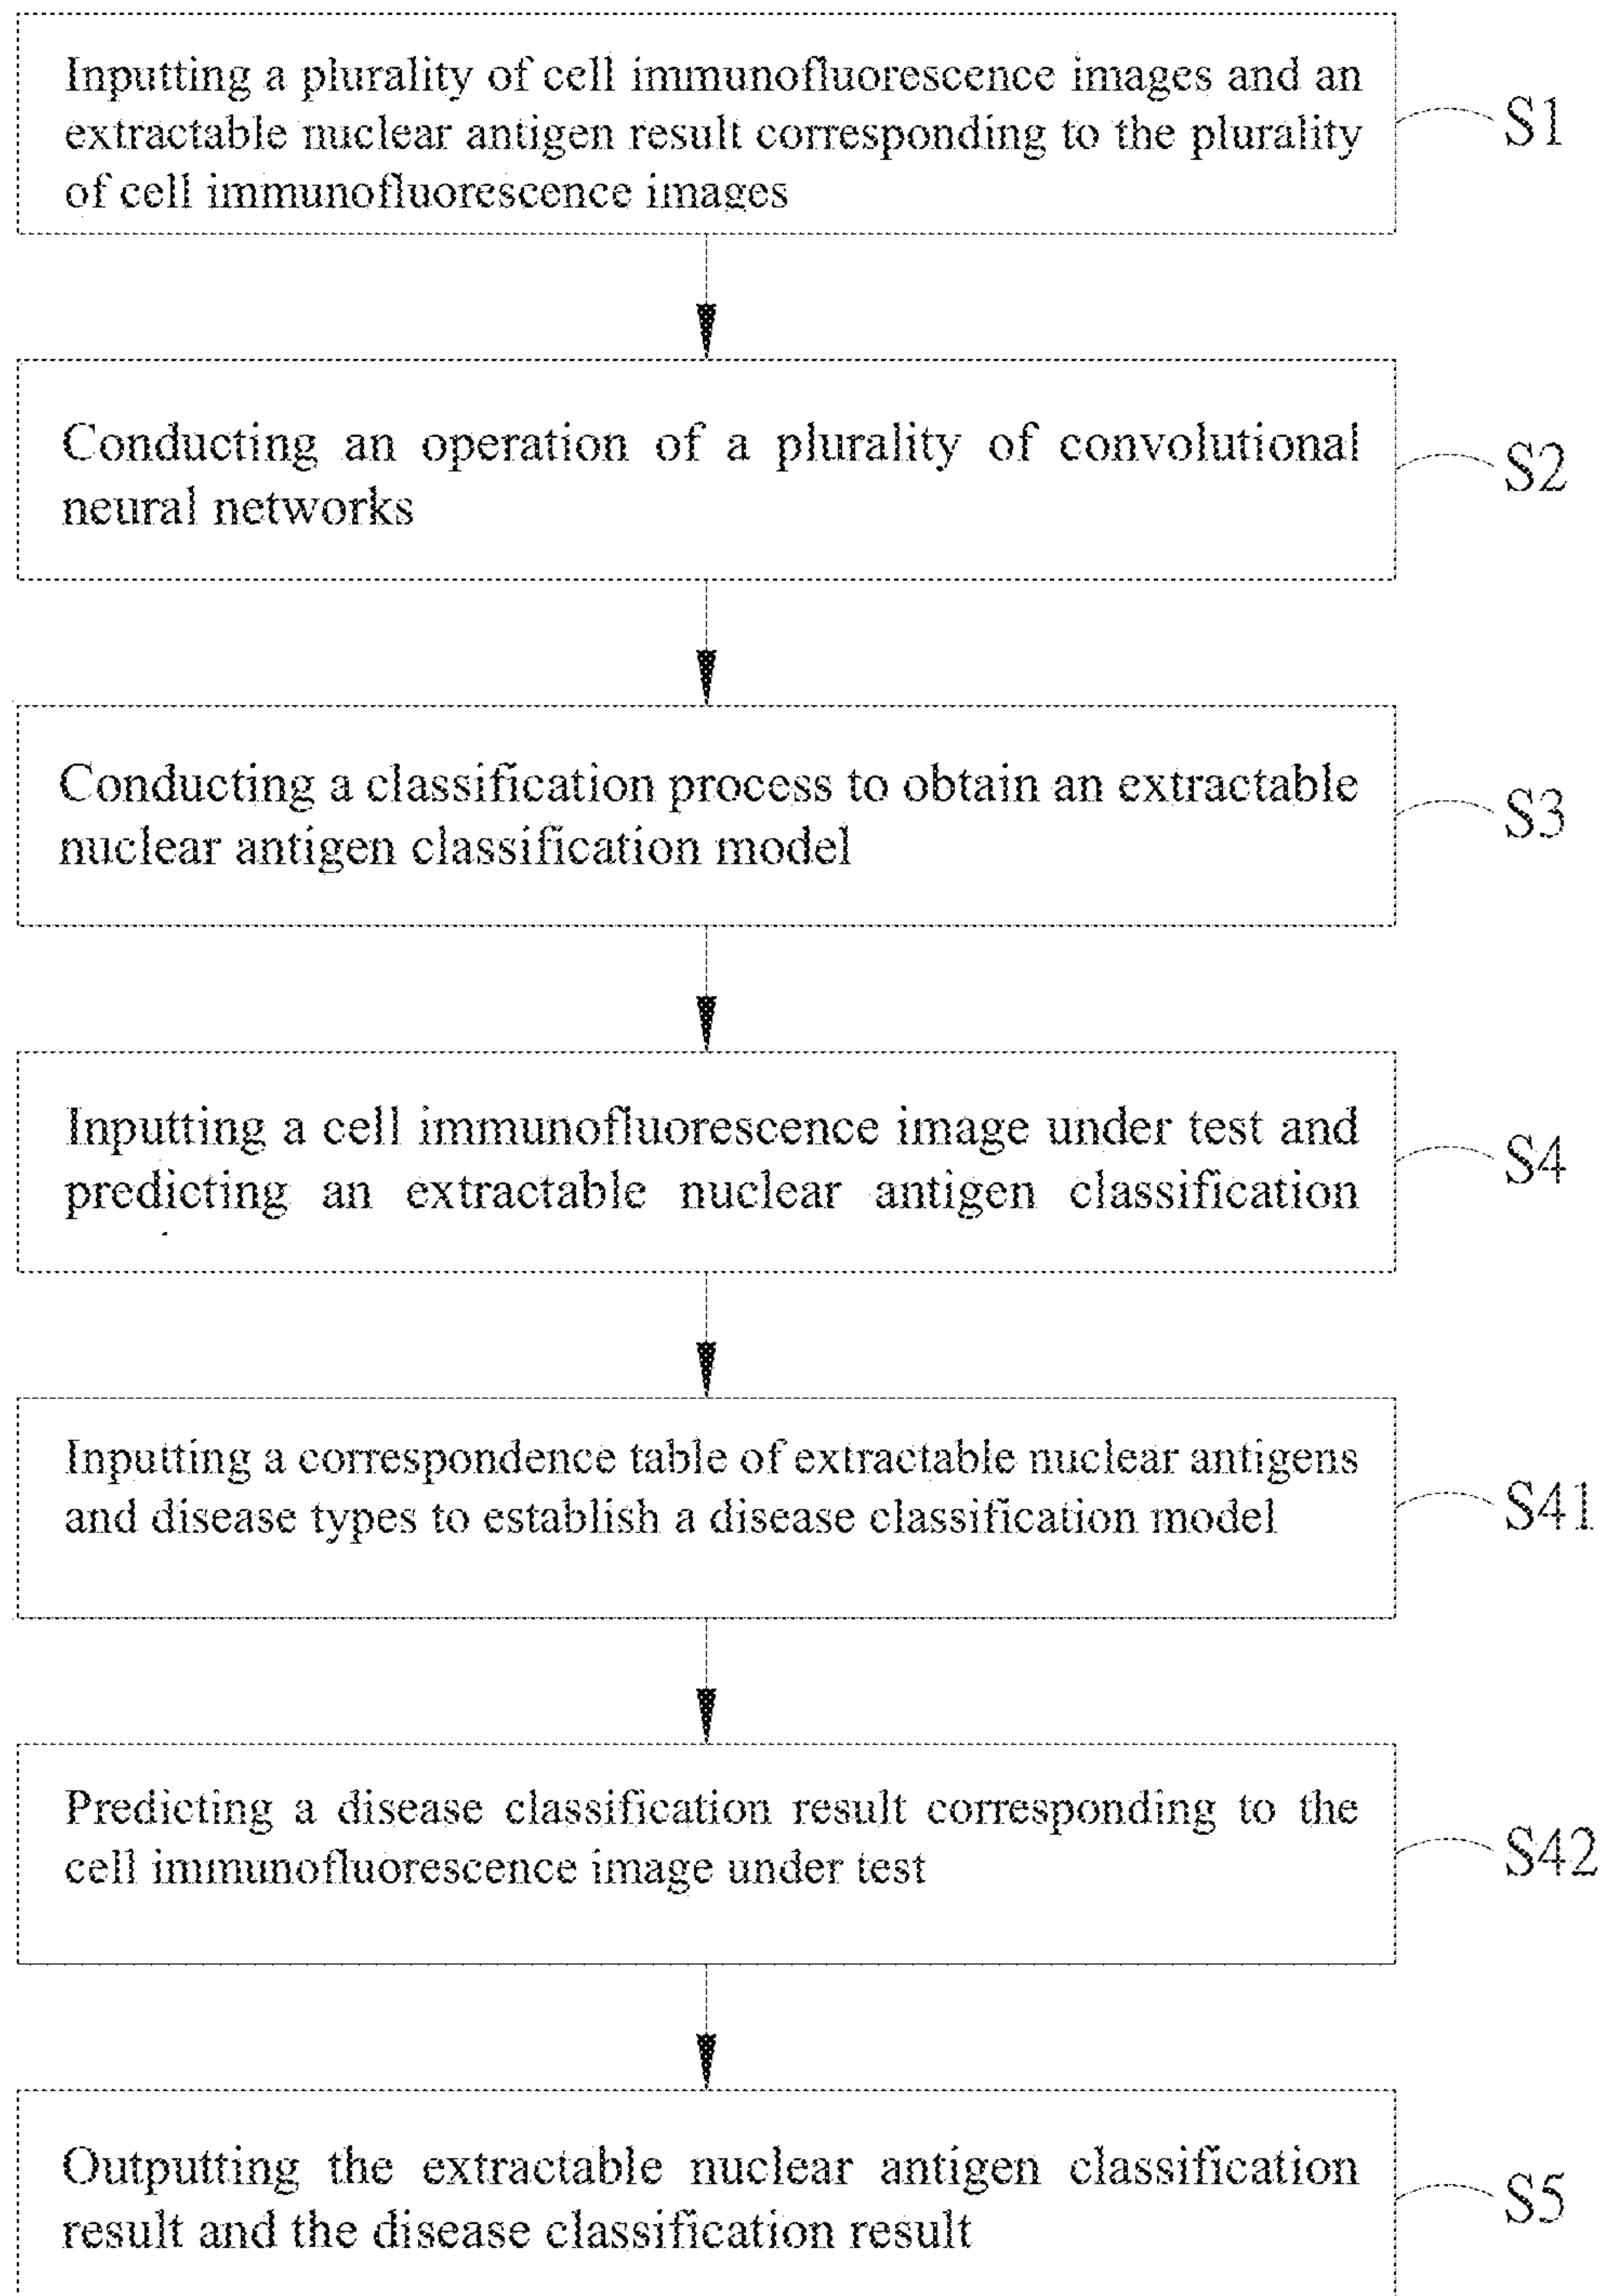 Inputting a plurality of cell immunofluorescence images and an
extractable nuclear antigen result corresponding to the plurality
of cell immunofluorescence images
S1
Conducting an operation of a plurality of convolutional
neural networks
S2
Conducting a classification process to obtain an extractable
nuclear antigen classification model
S3
Inputting a cell immunofluorescence image under test and
predicting an extractable nuclear antigen classification
S4
Inputting a correspondence table of extractable nuclear antigens
and disease types to establish a disease classification model
S41
Predicting a disease classification result corresponding to the
cell immunofluorescence image under test
S42
Outputting the extractable nuclear antigen classification
result and the disease classification result
S5